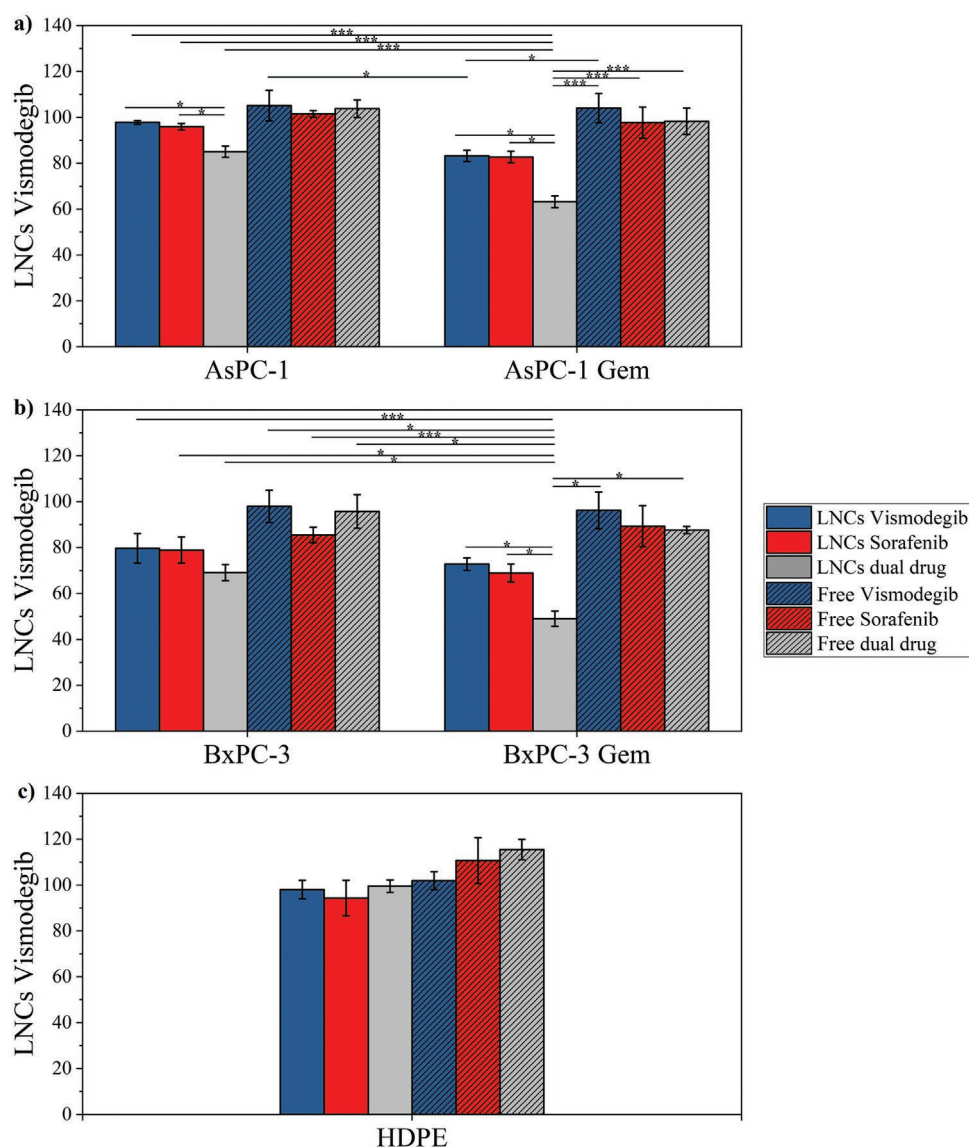 a)
LNCs Vismodegib
140
120
100
80
60
40
20
0
***
***
***
*
*
***
***
***
*
*
*
*
AsPC-1
AsPC-1 Gem
b)
LNCs Vismodegib
140
120
100
80
60
40
20
0
***
*
***
*
*
*
*
*
*
*
BxPC-3
BxPC-3 Gem
LNCs Vismodegib
LNCs Sorafenib
LNCs dual drug
Free Vismodegib
Free Sorafenib
Free dual drug
c)
LNCs Vismodegib
140
120
100
80
60
40
20
0
HDPE